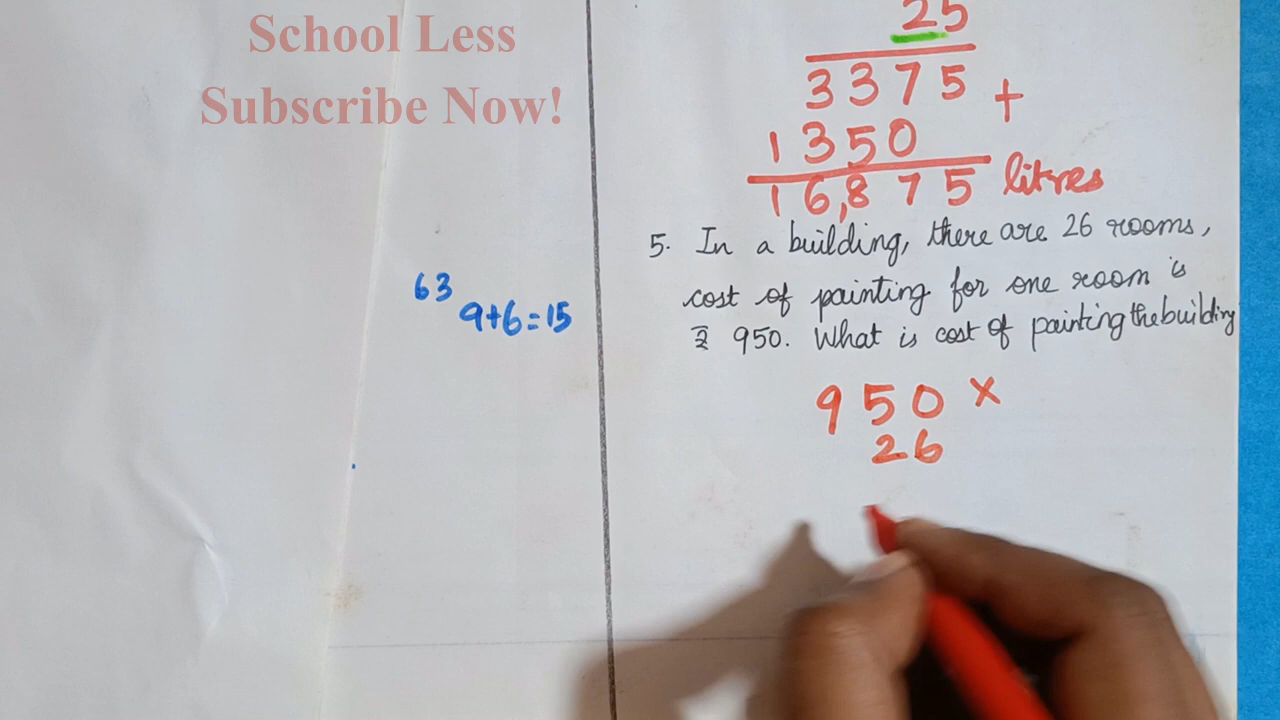 School Less
Subscribe Now!
25
3375 +
1350
16,875 litres
63
9+6=15
5. In a building, there are 26 rooms,
cost of painting for one room is
₹ 950. What is cost of painting the building
950 ×
26